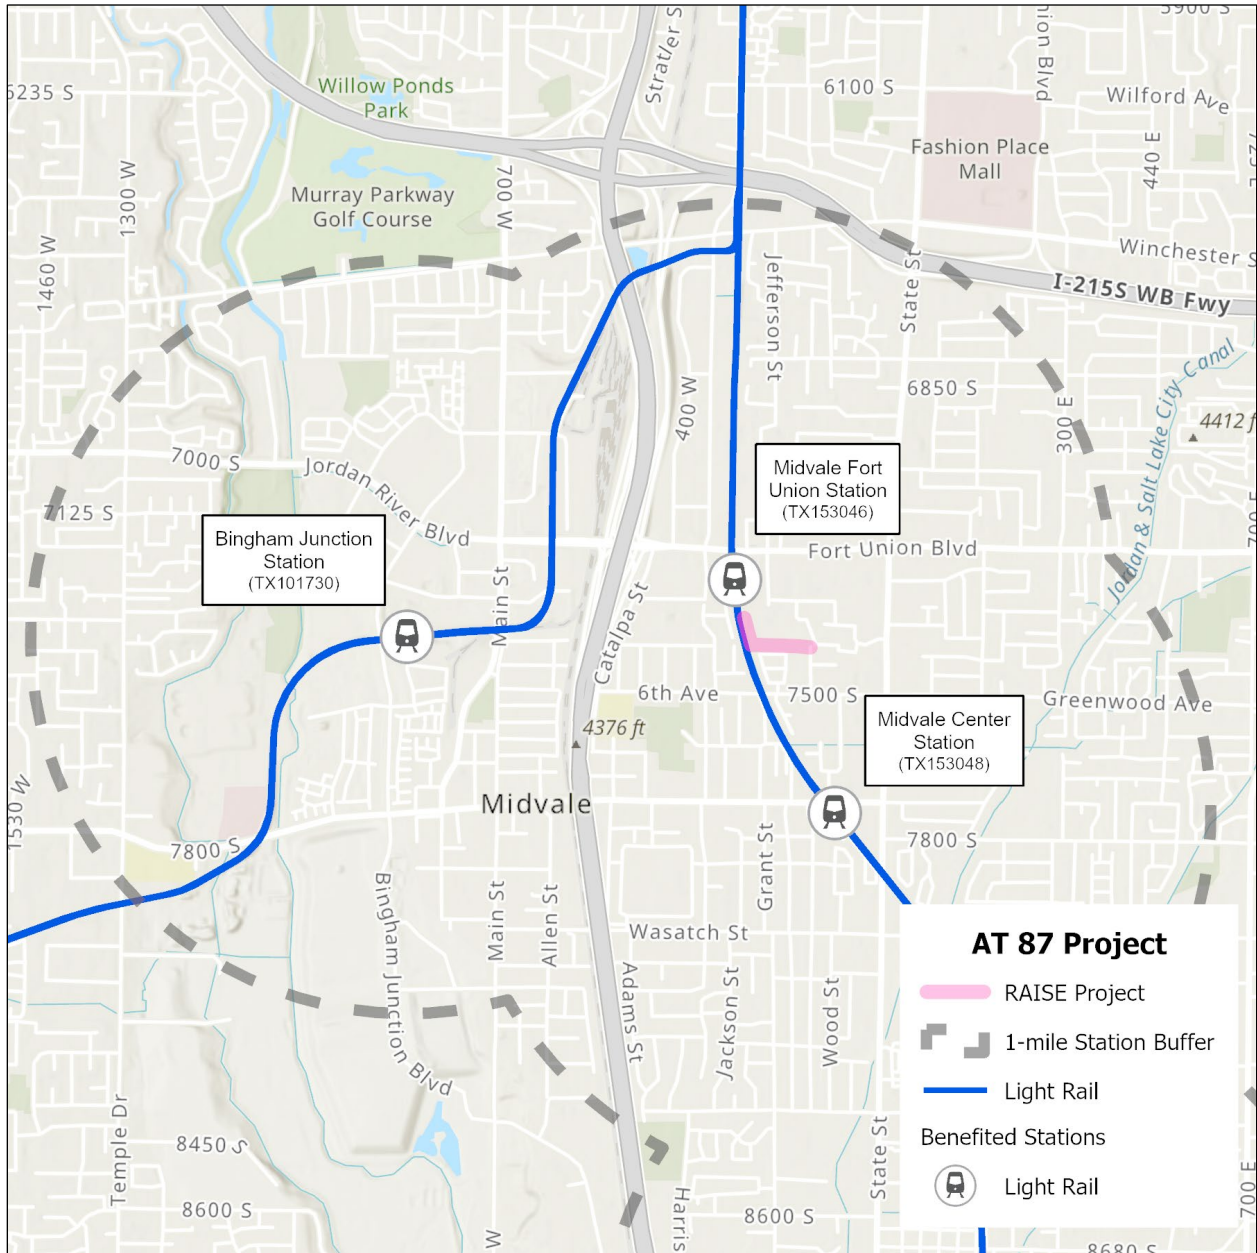 5900 S
Stratler S
nion Blvd
6235 S
Willow Ponds
Park
6100 S
Wilford Ave
Fashion Place
Mall
440 E
1300 W
700 W
Murray Parkway
Golf Course
Winchester S
1460 W
Jefferson St
State St
I-215S WB Fwy
6850 S
400 W
300 E
Jordan & Salt Lake City Canal
4412 f
7000 S
Jordan River Blvd
Midvale Fort
Union Station
(TX153046)
7125 S
Bingham Junction
Station
(TX101730)
Fort Union Blvd
700 E
Main St
Catalpa St
6th Ave
7500 S
Greenwood Ave
4376 ft
Midvale Center
Station
(TX153048)
1530 W
Midvale
7800 S
7800 S
Grant St
Bingham Junction Blvd
Main St
Allen St
Wasatch St
Adams St
Jackson St
Wood St
AT 87 Project
RAISE Project
1-mile Station Buffer
Light Rail
Benefited Stations
Light Rail
Temple Dr
8450 S
8600 S
State St
Harris
8600 S
W
700 E
8680 S